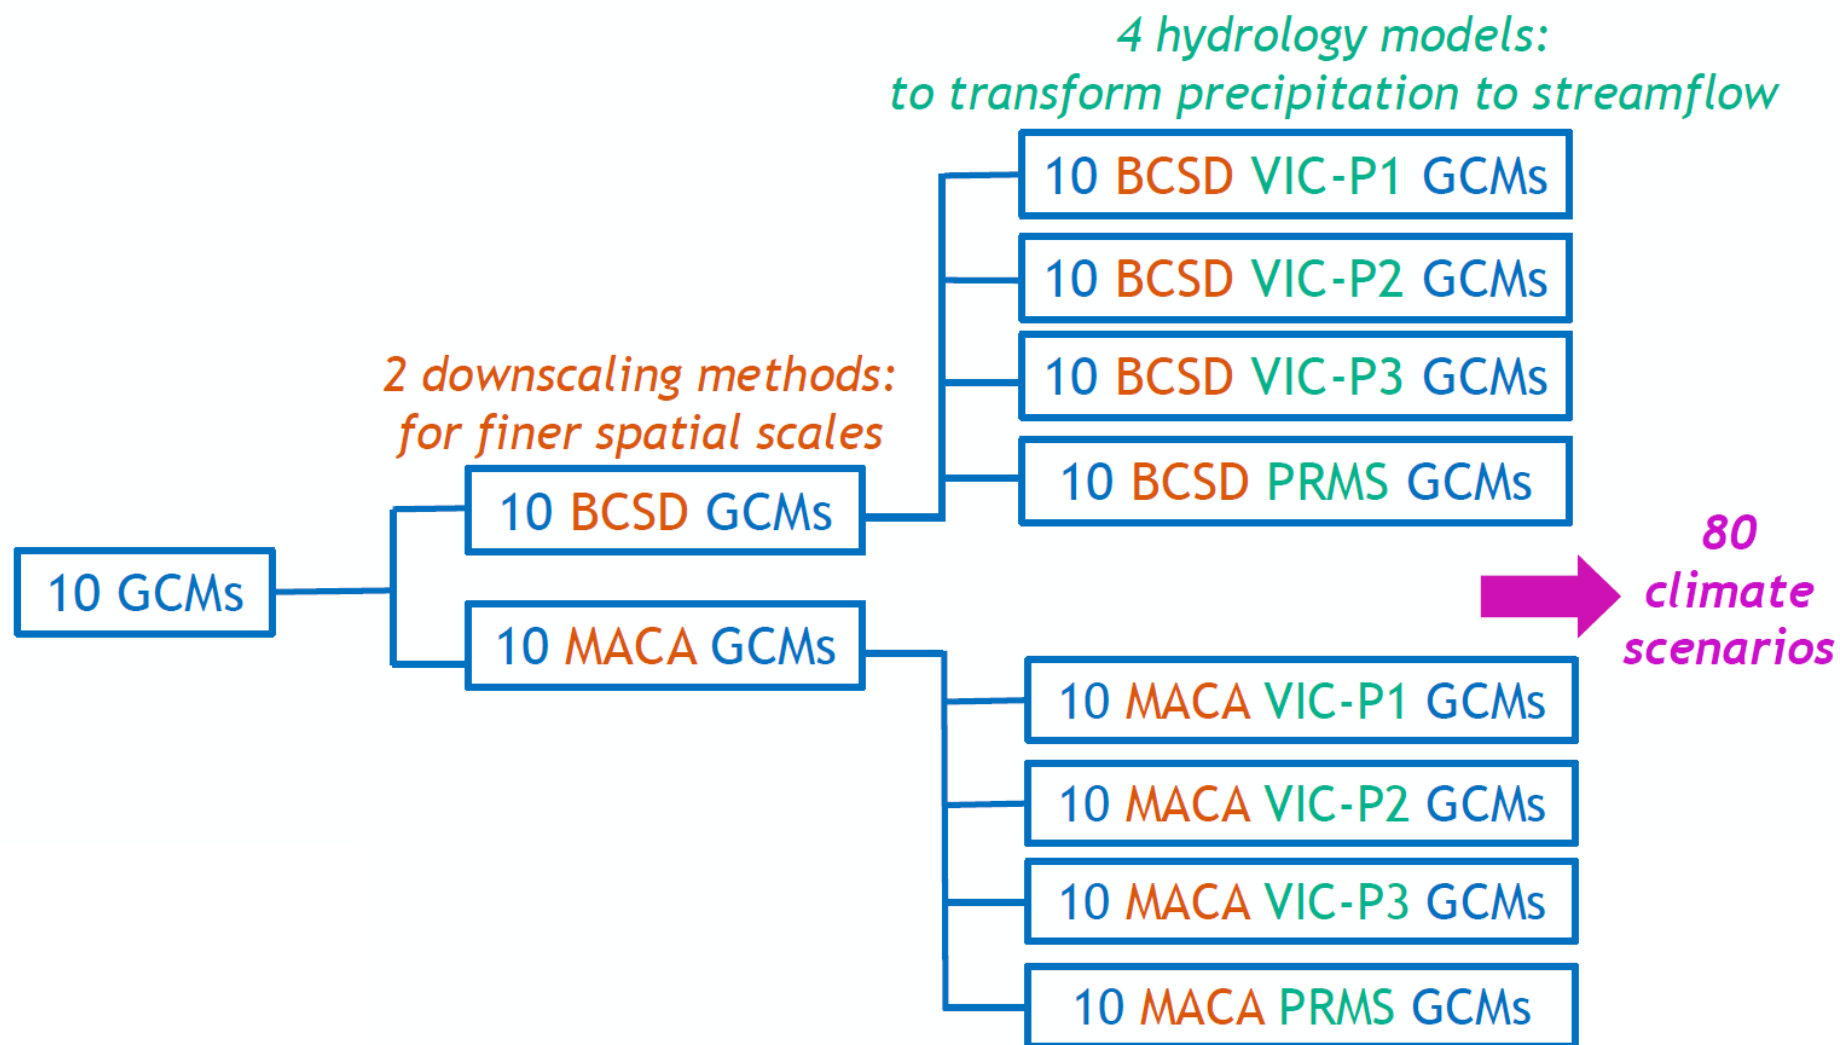 4 hydrology models:
to transform precipitation to streamflow
10 BCSD VIC-P1 GCMs
10 BCSD VIC-P2 GCMs
10 BCSD VIC-P3 GCMs
10 BCSD PRMS GCMs
2 downscaling methods:
for finer spatial scales
10 BCSD GCMs
10 GCMs
10 MACA GCMs
80
climate
scenarios
10 MACA VIC-P1 GCMs
10 MACA VIC-P2 GCMs
10 MACA VIC-P3 GCMs
10 MACA PRMS GCMs